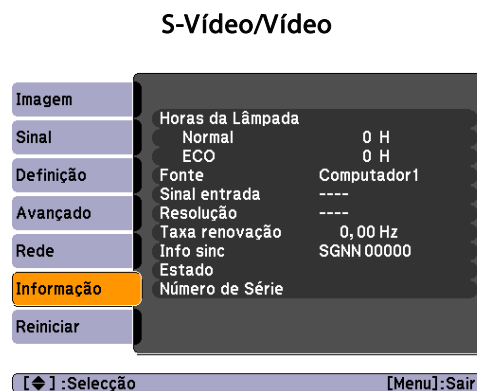 S-Vídeo/Vídeo
Imagem
Sinal
Definição
Avançado
Rede
Informação
Reiniciar
Horas da Lâmpada
Normal 0 H
ECO 0 H
Fonte Computador1
Sinal entrada ----
Resolução ----
Taxa renovação 0,00 Hz
Info sinc SGNN 00000
Estado
Número de Série
[ ] :Selecção [Menu]:Sair